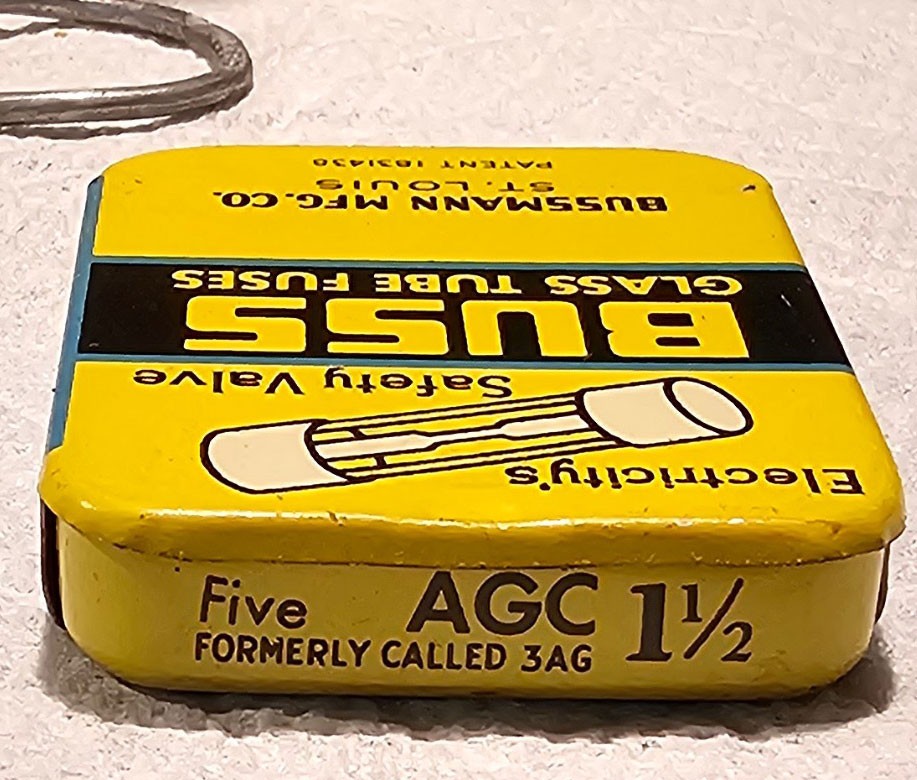 Electricity's
Safety Valve
BUSS
GLASS TUBE FUSES
BUSSMANN MFG. CO.
ST. LOUIS
PATENT 1831430
Five AGC 1½
FORMERLY CALLED 3AG